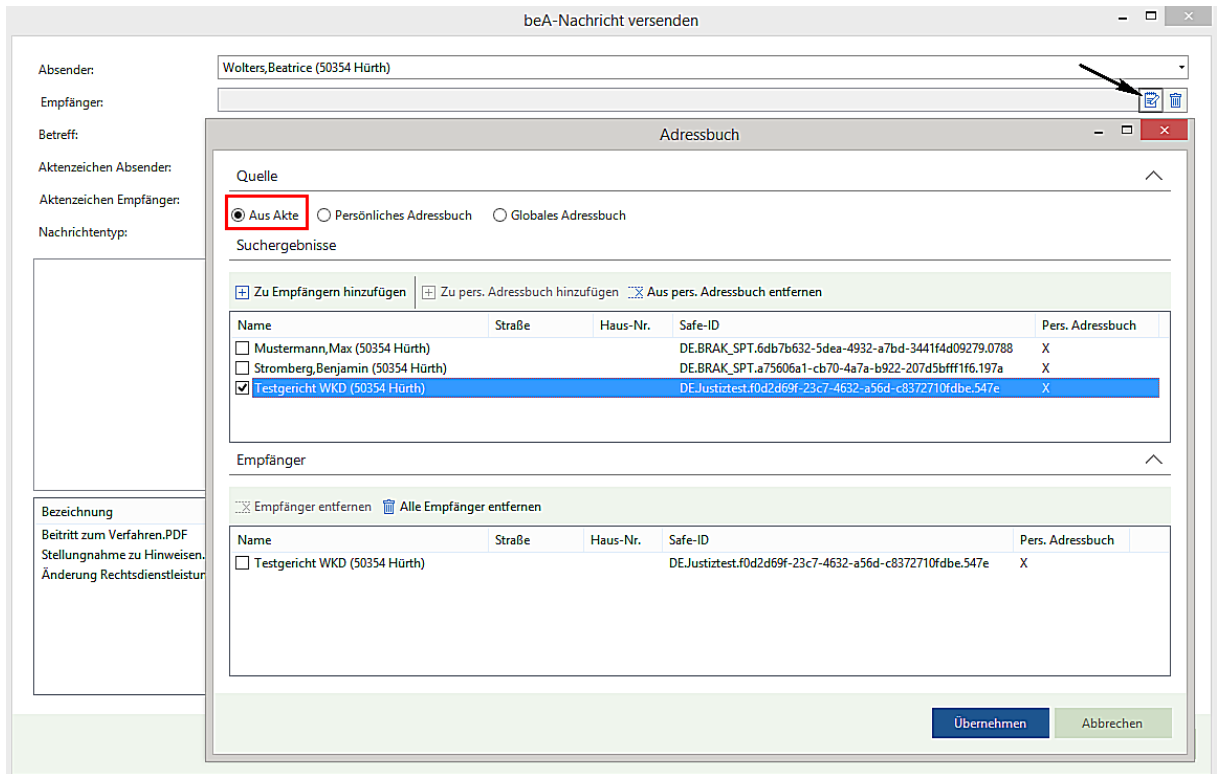 beA-Nachricht versenden
Absender: Wolters,Beatrice (50354 Hürth)
Empfänger:
Betreff:
Aktenzeichen Absender:
Aktenzeichen Empfänger:
Nachrichtentyp:
Adressbuch
Quelle
Aus Akte Persönliches Adressbuch Globales Adressbuch
Suchergebnisse
Zu Empfängern hinzufügen Zu pers. Adressbuch hinzufügen Aus pers. Adressbuch entfernen
Name Straße Haus-Nr. Safe-ID Pers. Adressbuch
Mustermann,Max (50354 Hürth) DE.BRAK_SPT.6db7b632-5dea-4932-a7bd-3441f4d09279.0788 X
Stromberg,Benjamin (50354 Hürth) DE.BRAK_SPT.a75606a1-cb70-4a7a-b922-207d5bfff1f6.197a X
Testgericht WKD (50354 Hürth) DE.Justiztest.f0d2d69f-23c7-4632-a56d-c8372710fdbe.547e X
Empfänger
Empfänger entfernen Alle Empfänger entfernen
Name Straße Haus-Nr. Safe-ID Pers. Adressbuch
Testgericht WKD (50354 Hürth) DE.Justiztest.f0d2d69f-23c7-4632-a56d-c8372710fdbe.547e X
Übernehmen Abbrechen
Bezeichnung
Beitritt zum Verfahren.PDF
Stellungnahme zu Hinweisen.
Änderung Rechtsdienstleistur